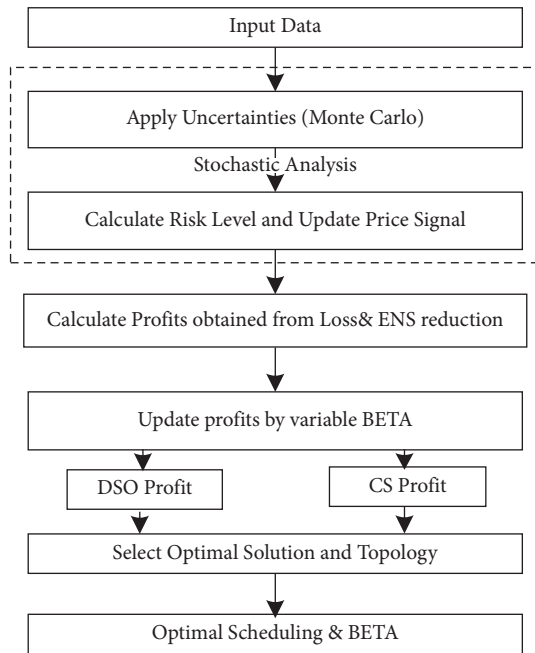 Input Data
Apply Uncertainties (Monte Carlo)
Stochastic Analysis
Calculate Risk Level and Update Price Signal
Calculate Profits obtained from Loss& ENS reduction
Update profits by variable BETA
DSO Profit
CS Profit
Select Optimal Solution and Topology
Optimal Scheduling & BETA